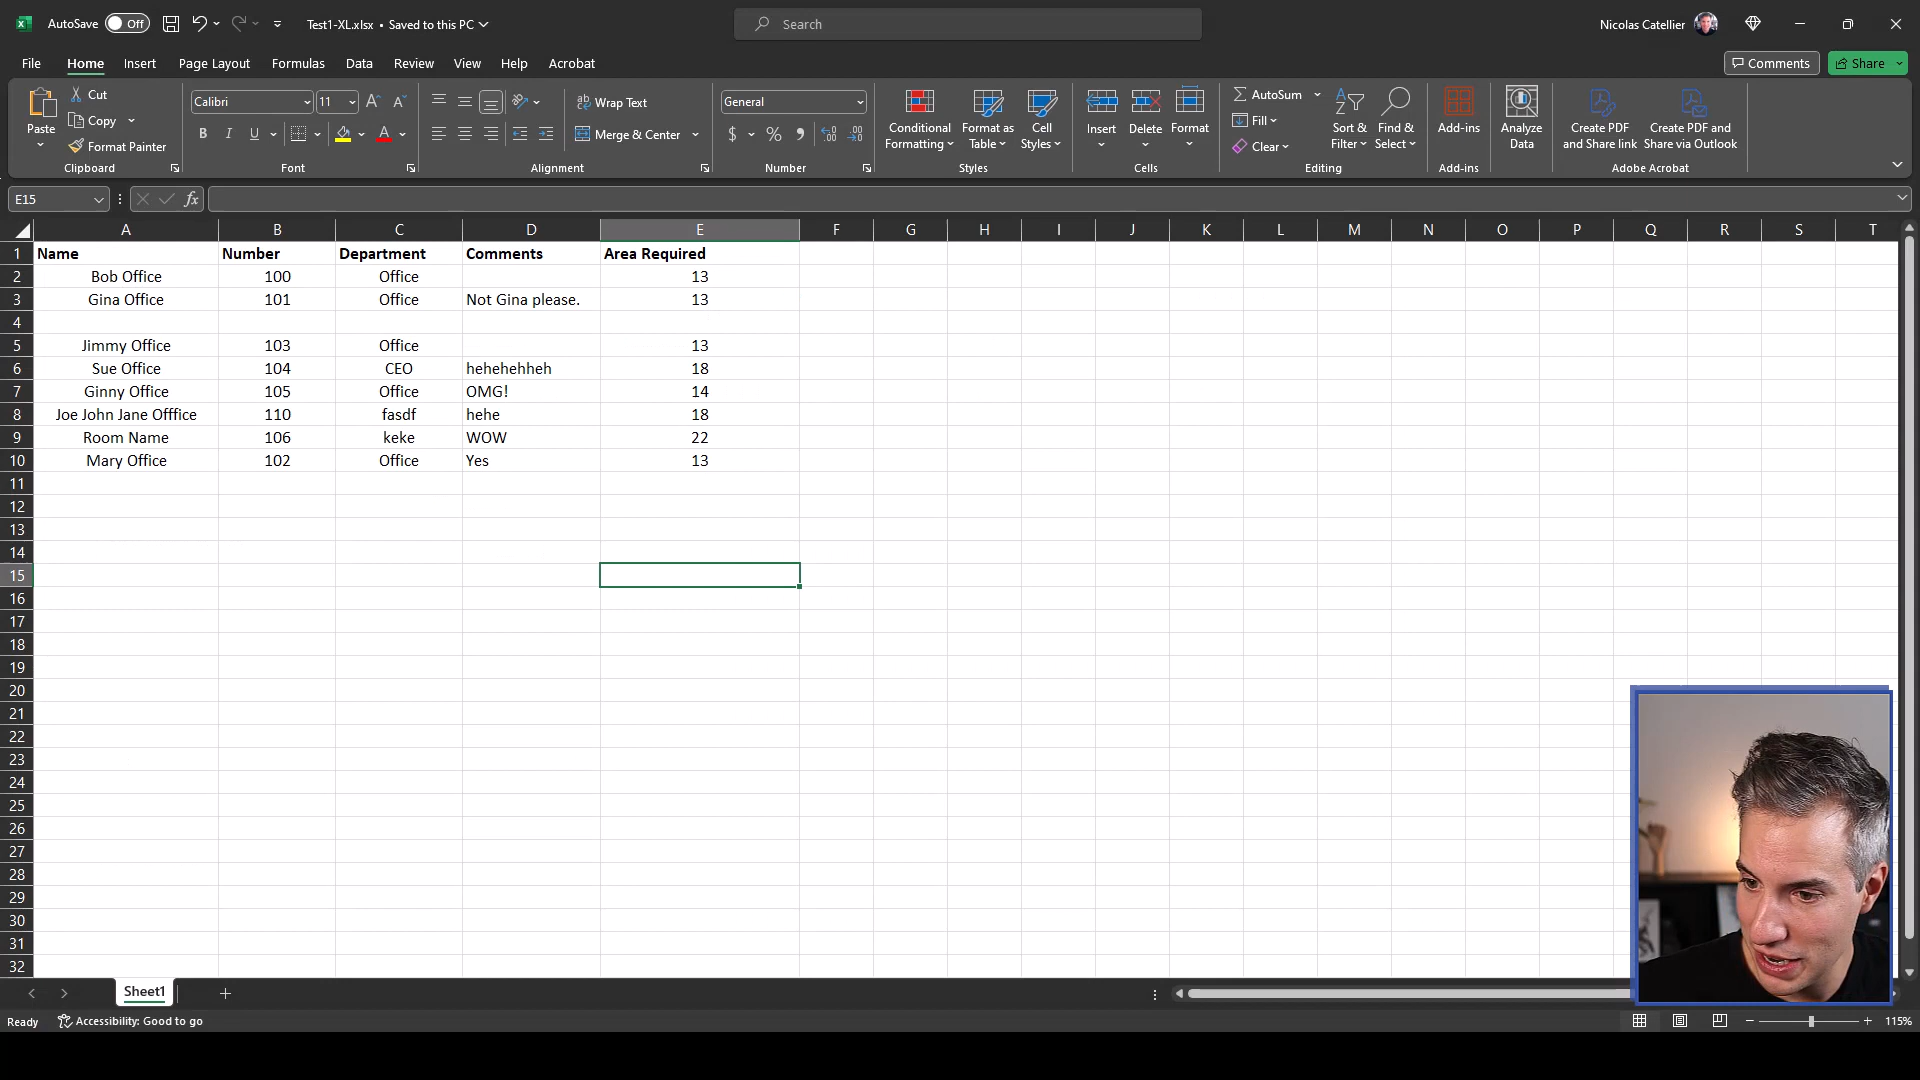 AutoSave Off Test1-XL.xlsx • Saved to this PC Search Nicolas Catellier
File Home Insert Page Layout Formulas Data Review View Help Acrobat Comments Share
Paste Cut Copy Format Painter Clipboard
Calibri 11 B I U A Font
ab Wrap Text Merge & Center Alignment
General $ % Number
Conditional Formatting Format as Table Cell Styles Styles
Insert Delete Format Cells
AutoSum Fill Clear Sort & Filter Find & Select Editing
Add-ins Add-ins
Analyze Data
Create PDF and Share link Create PDF and Share via Outlook Adobe Acrobat
E15 fx
A B C D E F G H I J K L M N O P Q R S T
1 Name Number Department Comments Area Required
2 Bob Office 100 Office 13
3 Gina Office 101 Office Not Gina please. 13
4
5 Jimmy Office 103 Office 13
6 Sue Office 104 CEO hehehehheh 18
7 Ginny Office 105 Office OMG! 14
8 Joe John Jane Offfice 110 fasdf hehe 18
9 Room Name 106 keke WOW 22
10 Mary Office 102 Office Yes 13
11
12
13
14
15
16
17
18
19
20
21
22
23
24
25
26
27
28
29
30
31
32
Sheet1
Ready Accessibility: Good to go 115%